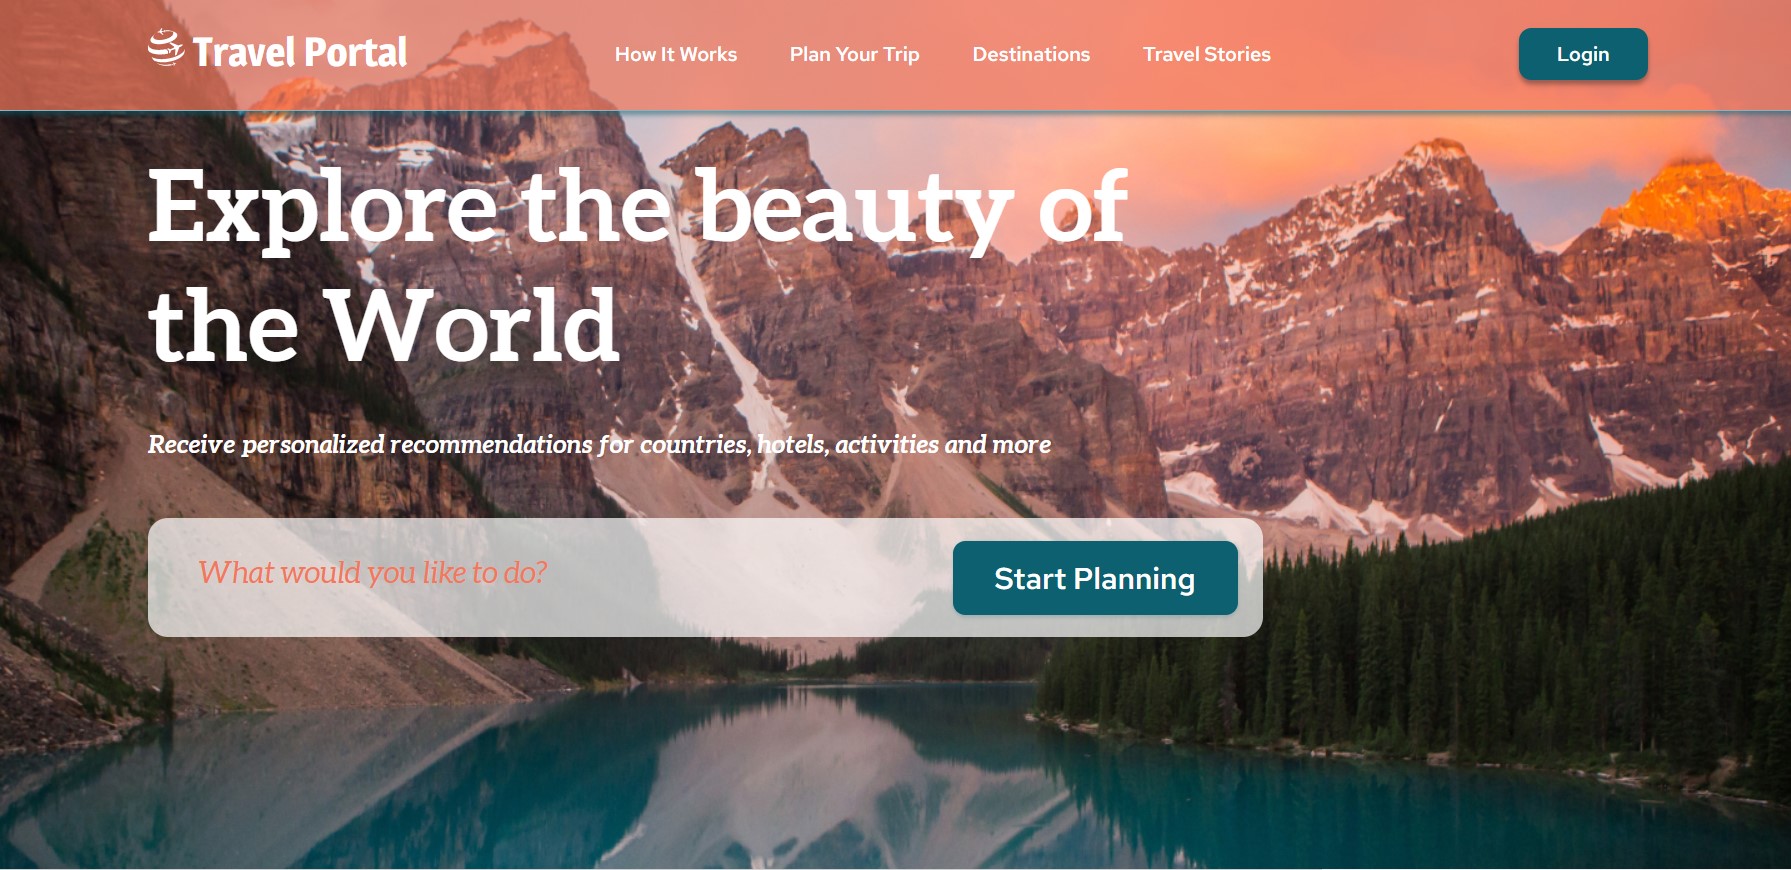 Travel Portal
How It Works
Plan Your Trip
Destinations
Travel Stories
Login
Explore the beauty of
the World
Receive personalized recommendations for countries, hotels, activities and more
What would you like to do?
Start Planning